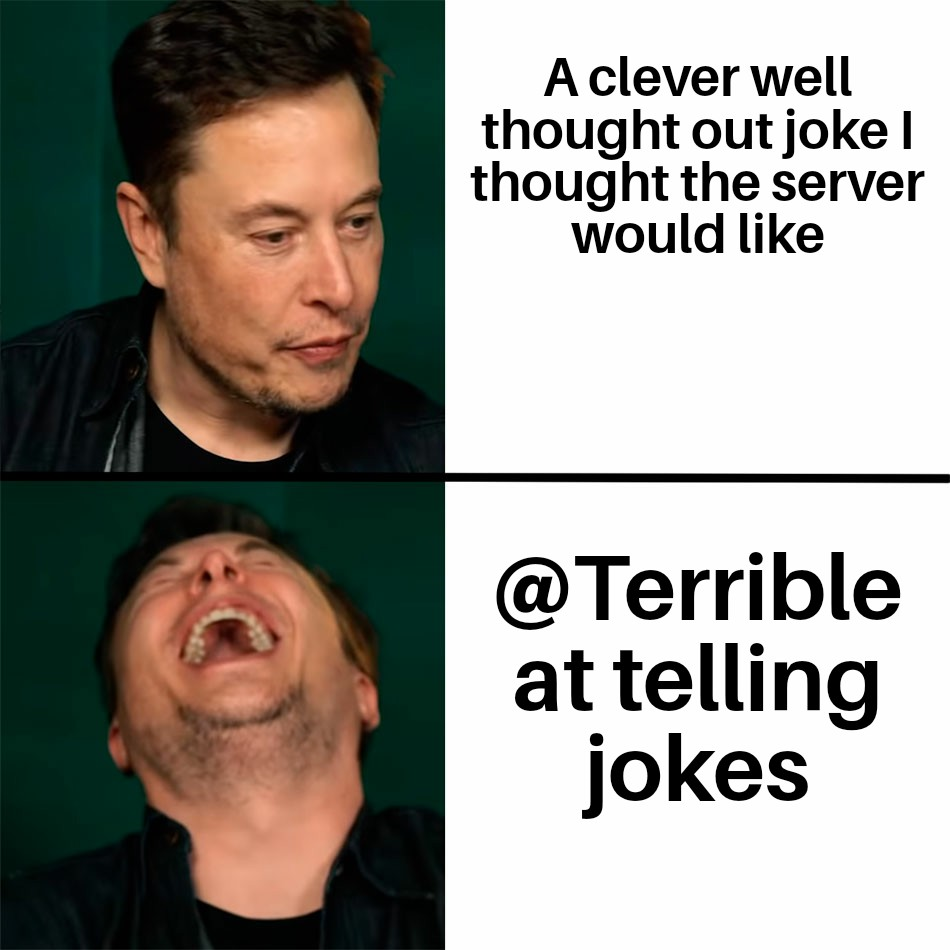 A clever well
thought out joke I
thought the server
would like
@Terrible
at telling
jokes